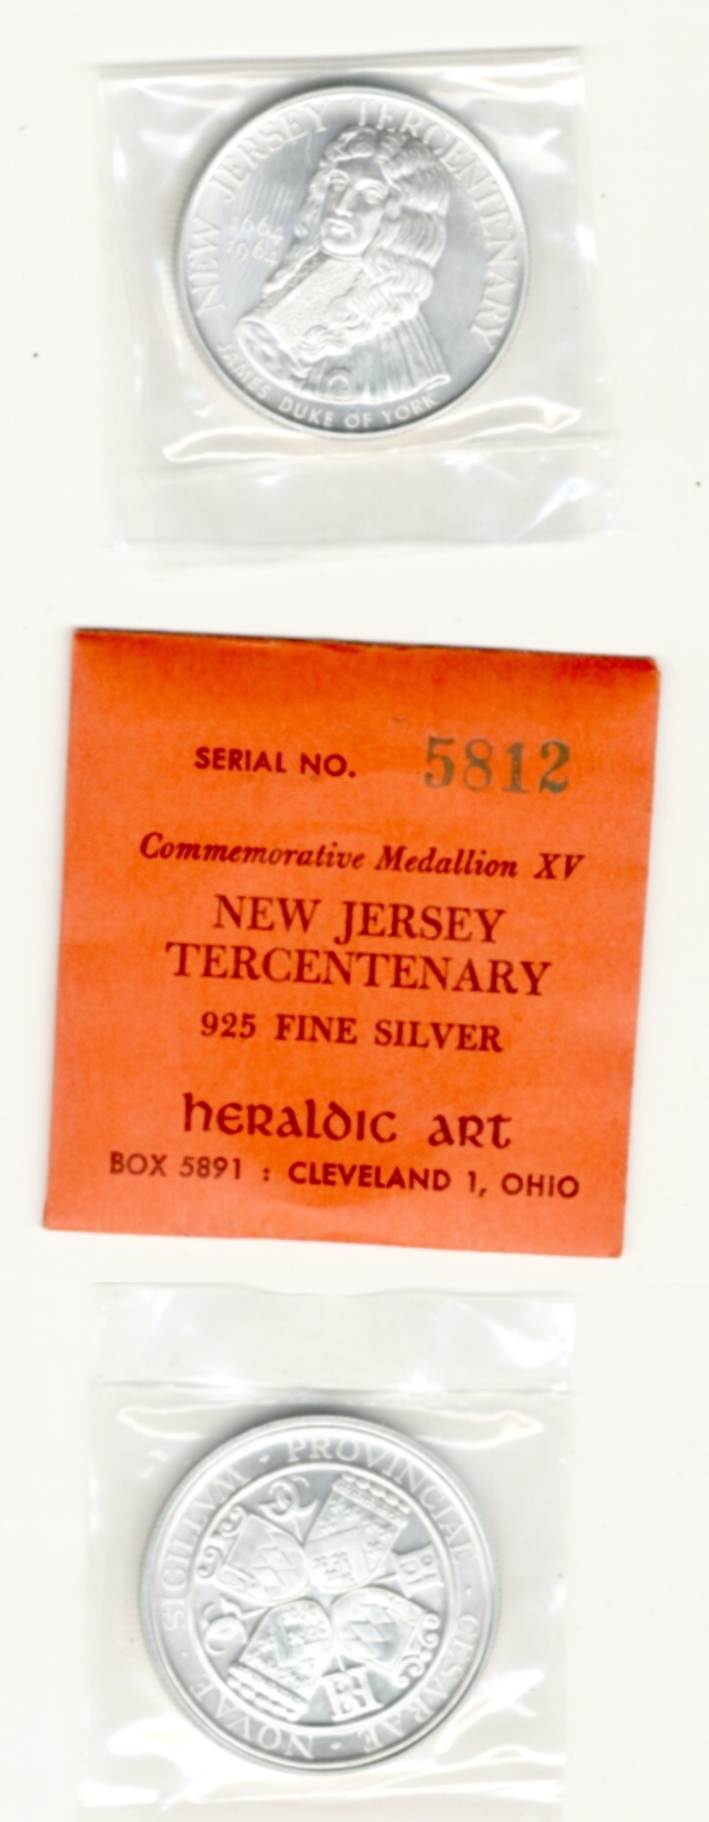 NEW JERSEY TERCENTENARY
1664
1964
JAMES DUKE OF YORK
SERIAL NO. 5812
Commemorative Medallion XV
NEW JERSEY
TERCENTENARY
925 FINE SILVER
heraldic art
BOX 5891 : CLEVELAND 1, OHIO
SIGILLVM · PROVINCIAE · CESARAE · NOVAE ·